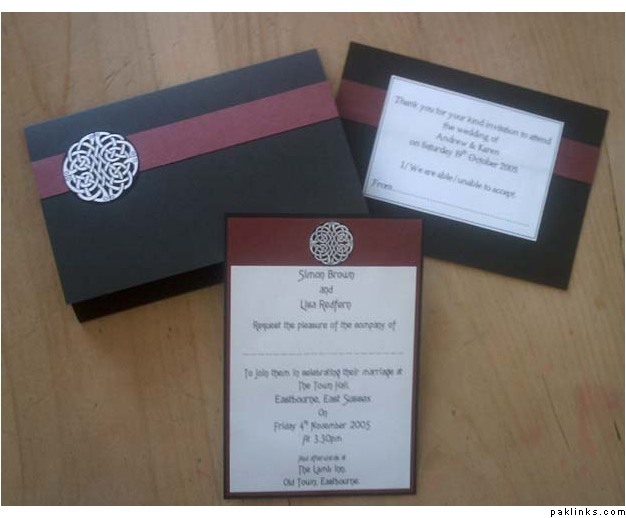 Thank you for your kind invitation to attend
the wedding of
Andrew & Karen
on Saturday 15th October 2005
I / We are able/unable to accept
From
Simon Brown
and
Lisa Redfern
Request the pleasure of the company of
To join them in celebrating their marriage at
The Town Hall,
Eastbourne, East Sussex
On
Friday 4th November 2005
At 3.30pm
And afterwards at
The Lamb Inn,
Old Town, Eastbourne.
paklinks.com